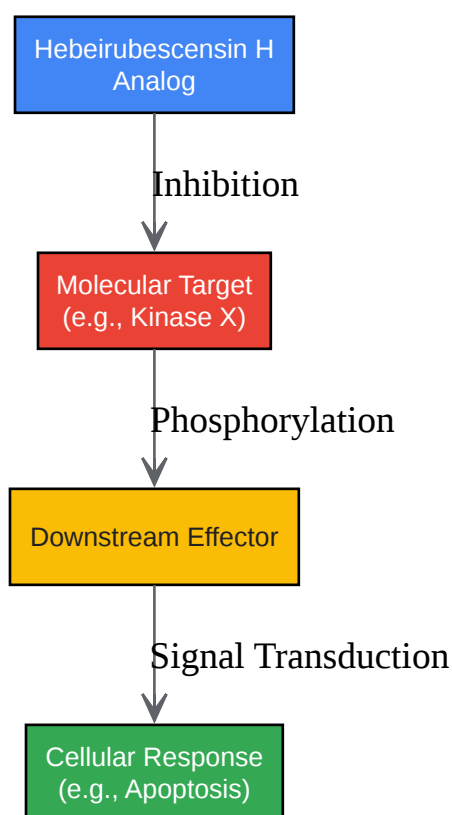 Hebeirubescensin H
Analog
Inhibition
Molecular Target
(e.g., Kinase X)
Phosphorylation
Downstream Effector
Signal Transduction
Cellular Response
(e.g., Apoptosis)